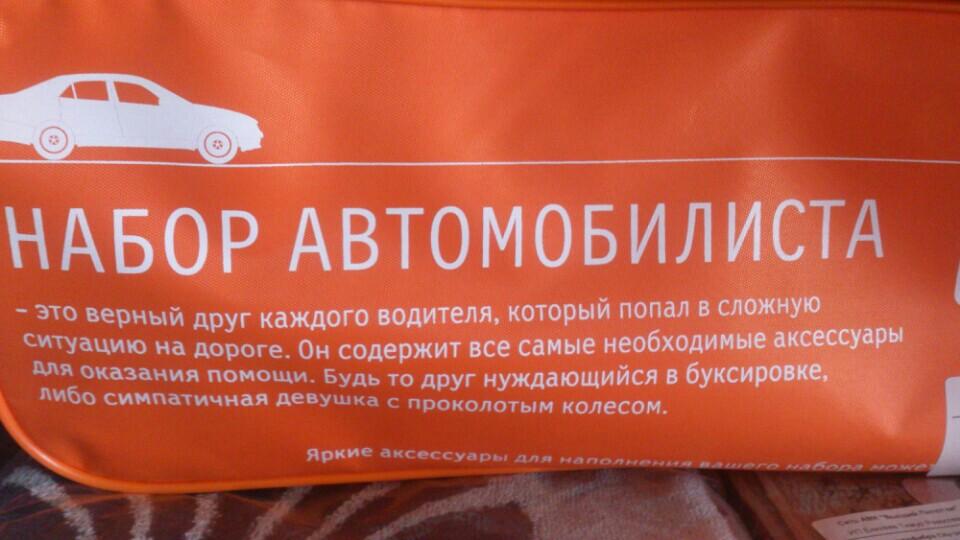 НАБОР АВТОМОБИЛИСТА
- это верный друг каждого водителя, который попал в сложную
ситуацию на дороге. Он содержит все самые необходимые аксессуары
для оказания помощи. Будь то друг нуждающийся в буксировке,
либо симпатичная девушка с проколотым колесом.
Яркие аксессуары для наполнения вашего набора може